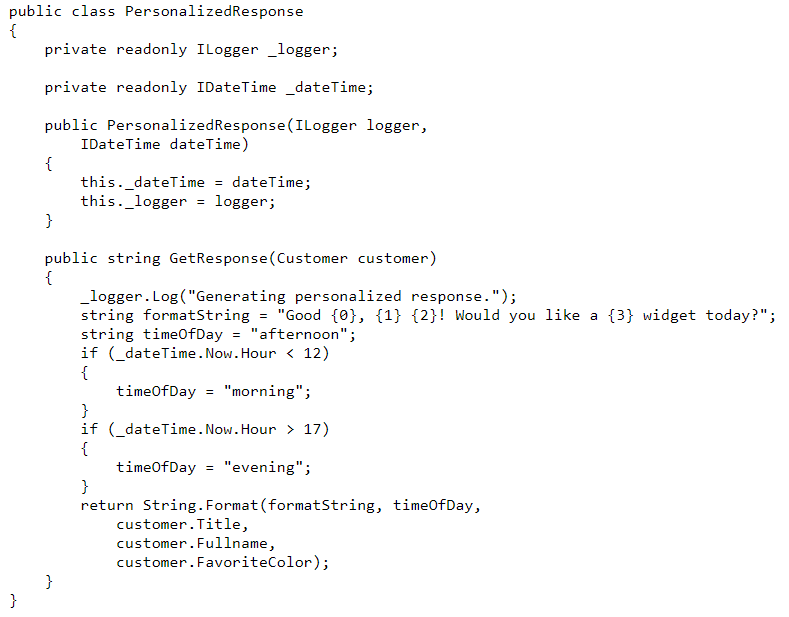 public class PersonalizedResponse
{
    private readonly ILogger _logger;

    private readonly IDateTime _dateTime;

    public PersonalizedResponse(ILogger logger,
        IDateTime dateTime)
    {
        this._dateTime = dateTime;
        this._logger = logger;
    }

    public string GetResponse(Customer customer)
    {
        _logger.Log("Generating personalized response.");
        string formatString = "Good {0}, {1} {2}! Would you like a {3} widget today?";
        string timeOfDay = "afternoon";
        if (_dateTime.Now.Hour < 12)
        {
            timeOfDay = "morning";
        }
        if (_dateTime.Now.Hour > 17)
        {
            timeOfDay = "evening";
        }
        return String.Format(formatString, timeOfDay,
            customer.Title,
            customer.Fullname,
            customer.FavoriteColor);
    }
}